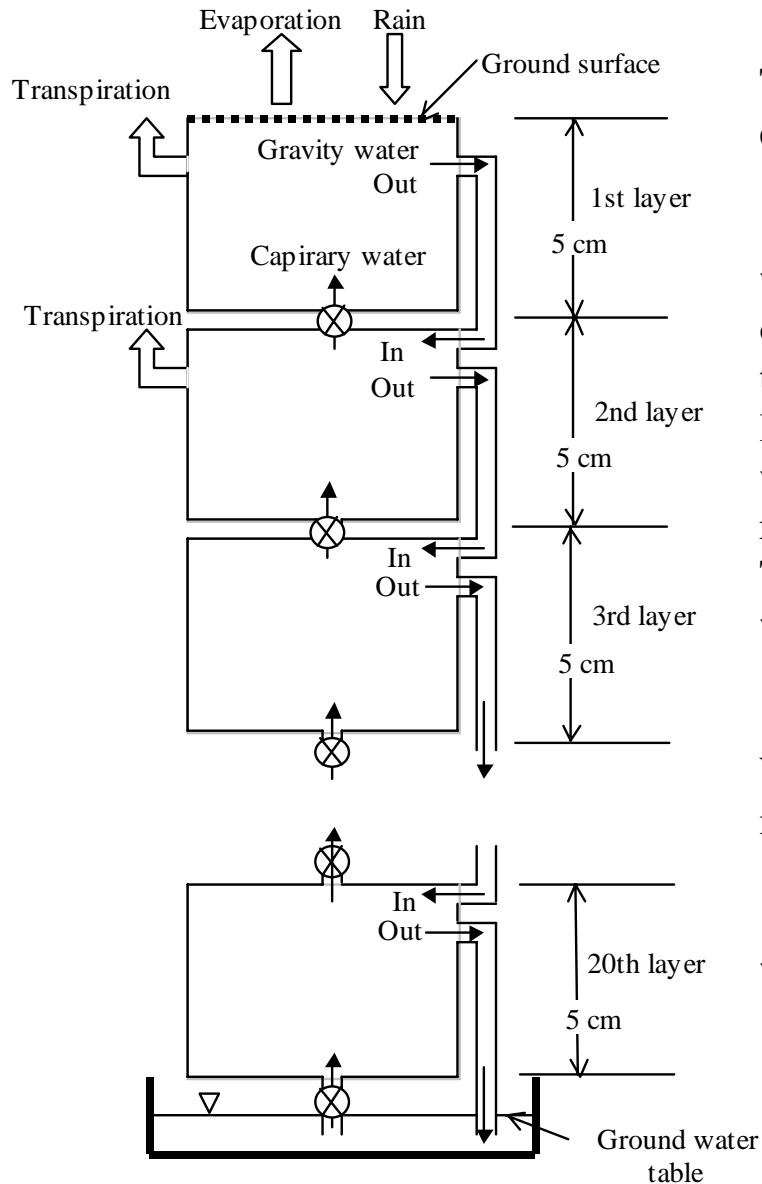 Evaporation
Rain
Ground surface
Transpiration
Gravity water
Out
1st layer
5 cm
Capirary water
Transpiration
In
Out
2nd layer
5 cm
In
Out
3rd layer
5 cm
In
Out
20th layer
5 cm
Ground water
table